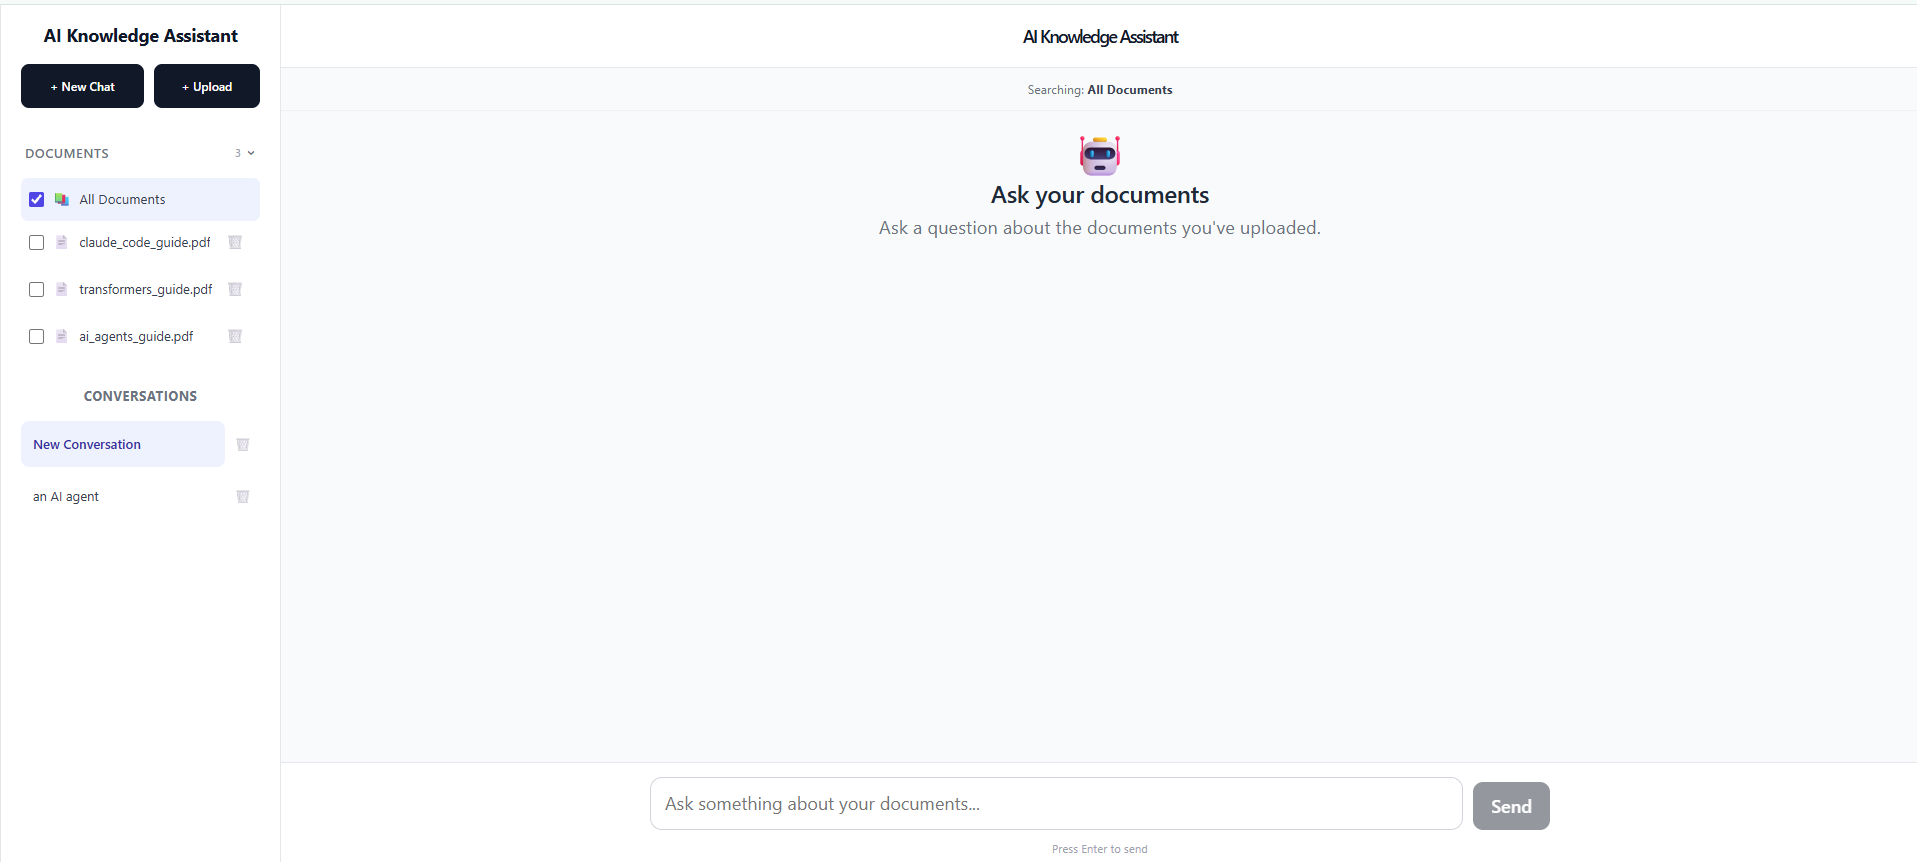 AI Knowledge Assistant
+ New Chat
+ Upload
DOCUMENTS
3
All Documents
claude_code_guide.pdf
transformers_guide.pdf
ai_agents_guide.pdf
CONVERSATIONS
New Conversation
an AI agent
AI Knowledge Assistant
Searching: All Documents
Ask your documents
Ask a question about the documents you've uploaded.
Ask something about your documents...
Send
Press Enter to send